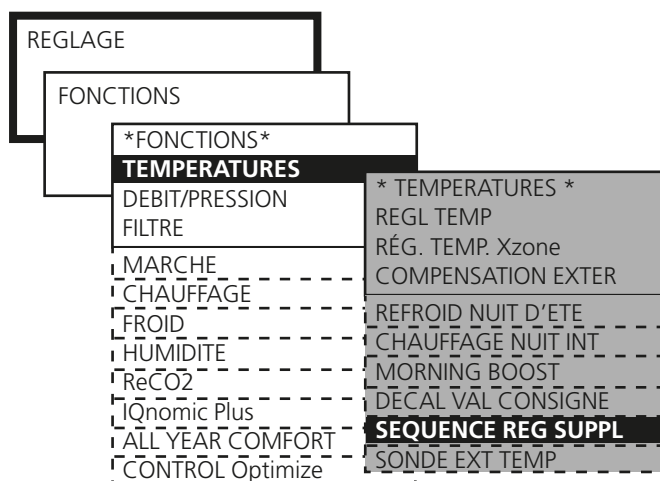 REGLAGE
FONCTIONS
*FONCTIONS*
TEMPERATURES
DEBIT/PRESSION
FILTRE
MARCHE
CHAUFFAGE
FROID
HUMIDITE
ReCO2
IQnomic Plus
ALL YEAR COMFORT
CONTROL Optimize
* TEMPERATURES *
REGL TEMP
RÉG. TEMP. Xzone
COMPENSATION EXTER
REFROID NUIT D'ETE
CHAUFFAGE NUIT INT
MORNING BOOST
DECAL VAL CONSIGNE
SEQUENCE REG SUPPL
SONDE EXT TEMP